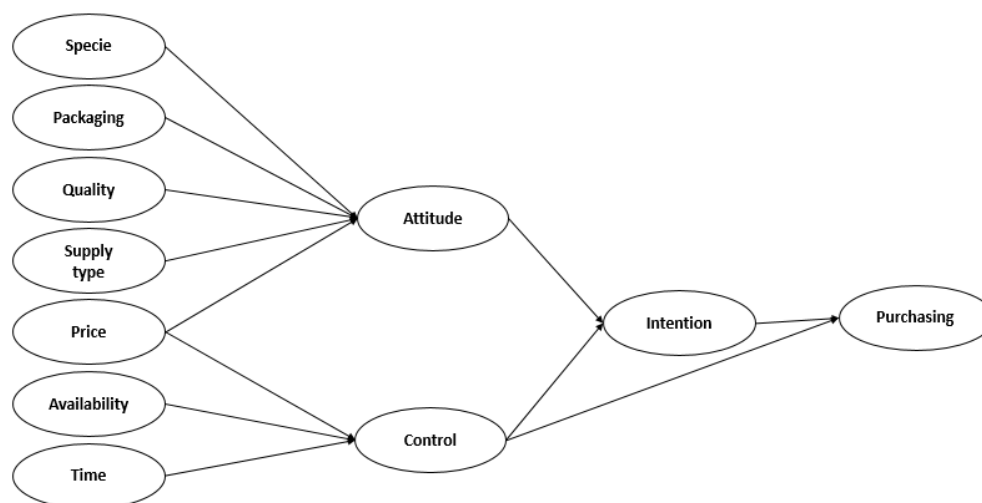 Specie
Packaging
Quality
Supply
type
Price
Availability
Time
Attitude
Control
Intention
Purchasing